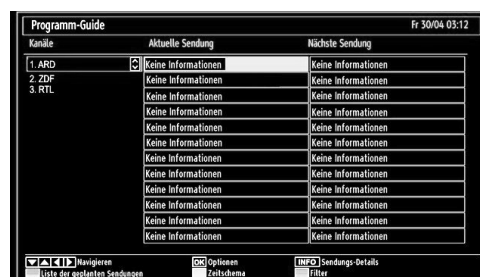 Programm-Guide Fr 30/04 03:12
Kanäle Aktuelle Sendung Nächste Sendung
1. ARD Keine Informationen Keine Informationen
2. ZDF Keine Informationen Keine Informationen
3. RTL Keine Informationen Keine Informationen
Keine Informationen Keine Informationen
Keine Informationen Keine Informationen
Keine Informationen Keine Informationen
Keine Informationen Keine Informationen
Keine Informationen Keine Informationen
Keine Informationen Keine Informationen
Keine Informationen Keine Informationen
Keine Informationen Keine Informationen
Keine Informationen Keine Informationen
Navigieren OK Optionen INFO Sendungs-Details
Liste der geplanten Sendungen Zeitschema Filter